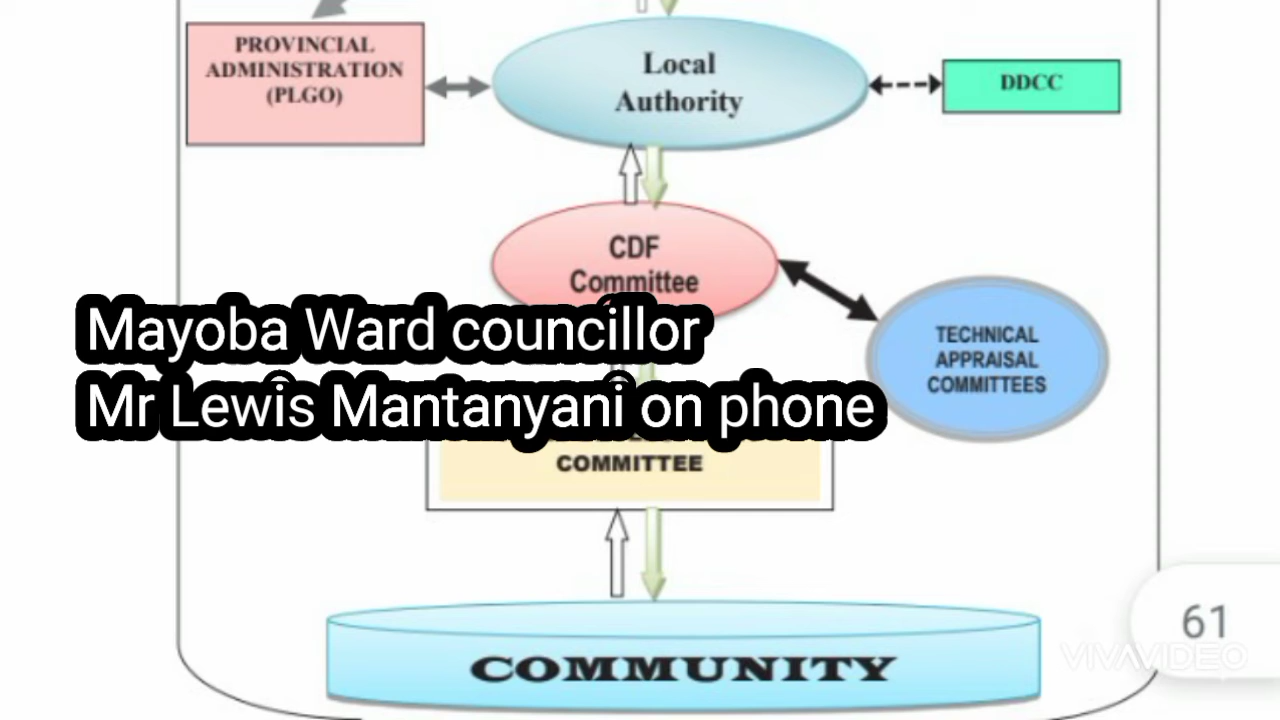 PROVINCIAL
ADMINISTRATION
(PLGO)
Local
Authority
DDCC
CDF
Committee
TECHNICAL
APPRAISAL
COMMITTEES
Mayoba Ward councillor
Mr Lewis Mantanyani on phone
COMMITTEE
COMMUNITY
61
VIVAVIDEO